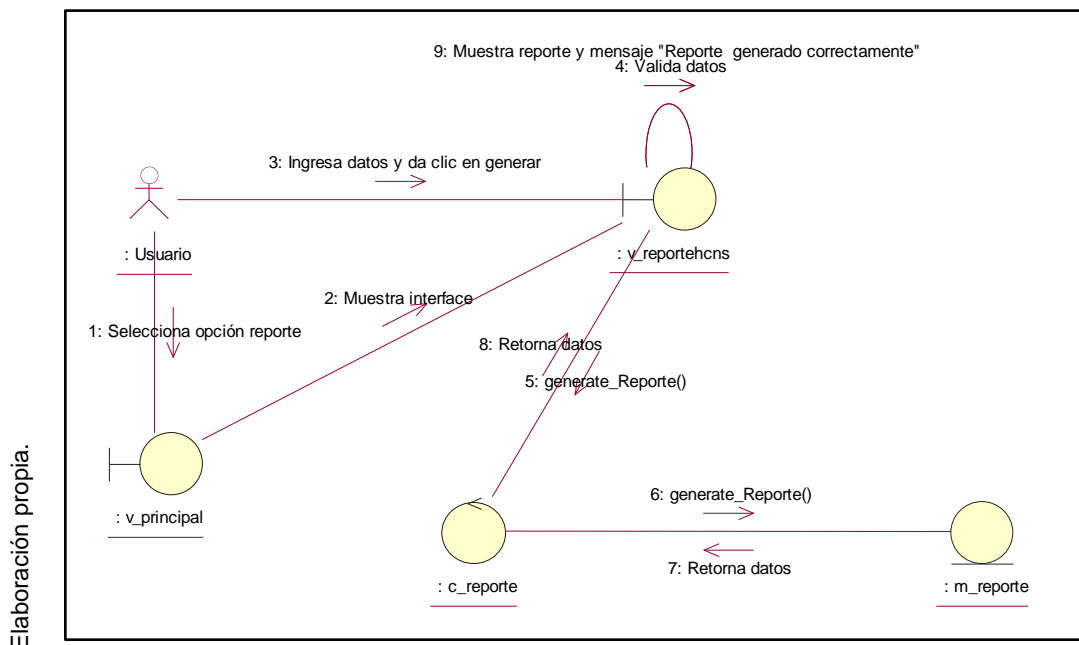 9: Muestra reporte y mensaje "Reporte generado correctamente"
4: Valida datos
3: Ingresa datos y da clic en generar
: Usuario
: v_reportehcns
2: Muestra interface
1: Selecciona opción reporte
8: Retorna datos
5: generate_Reporte()
: v_principal
6: generate_Reporte()
7: Retorna datos
: c_reporte
: m_reporte
Elaboración propia.